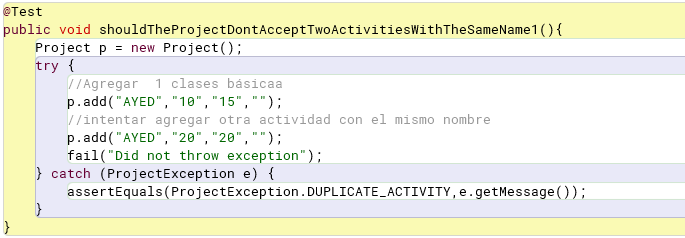 @Test
public void shouldTheProjectDontAcceptTwoActivitiesWithTheSameName1(){
Project p = new Project();
try {
//Agregar  1 clases básicaa
p.add("AYED","10","15","");
//intentar agregar otra actividad con el mismo nombre
p.add("AYED","20","20","");
fail("Did not throw exception");
} catch (ProjectException e) {
assertEquals(ProjectException.DUPLICATE_ACTIVITY,e.getMessage());
}
}